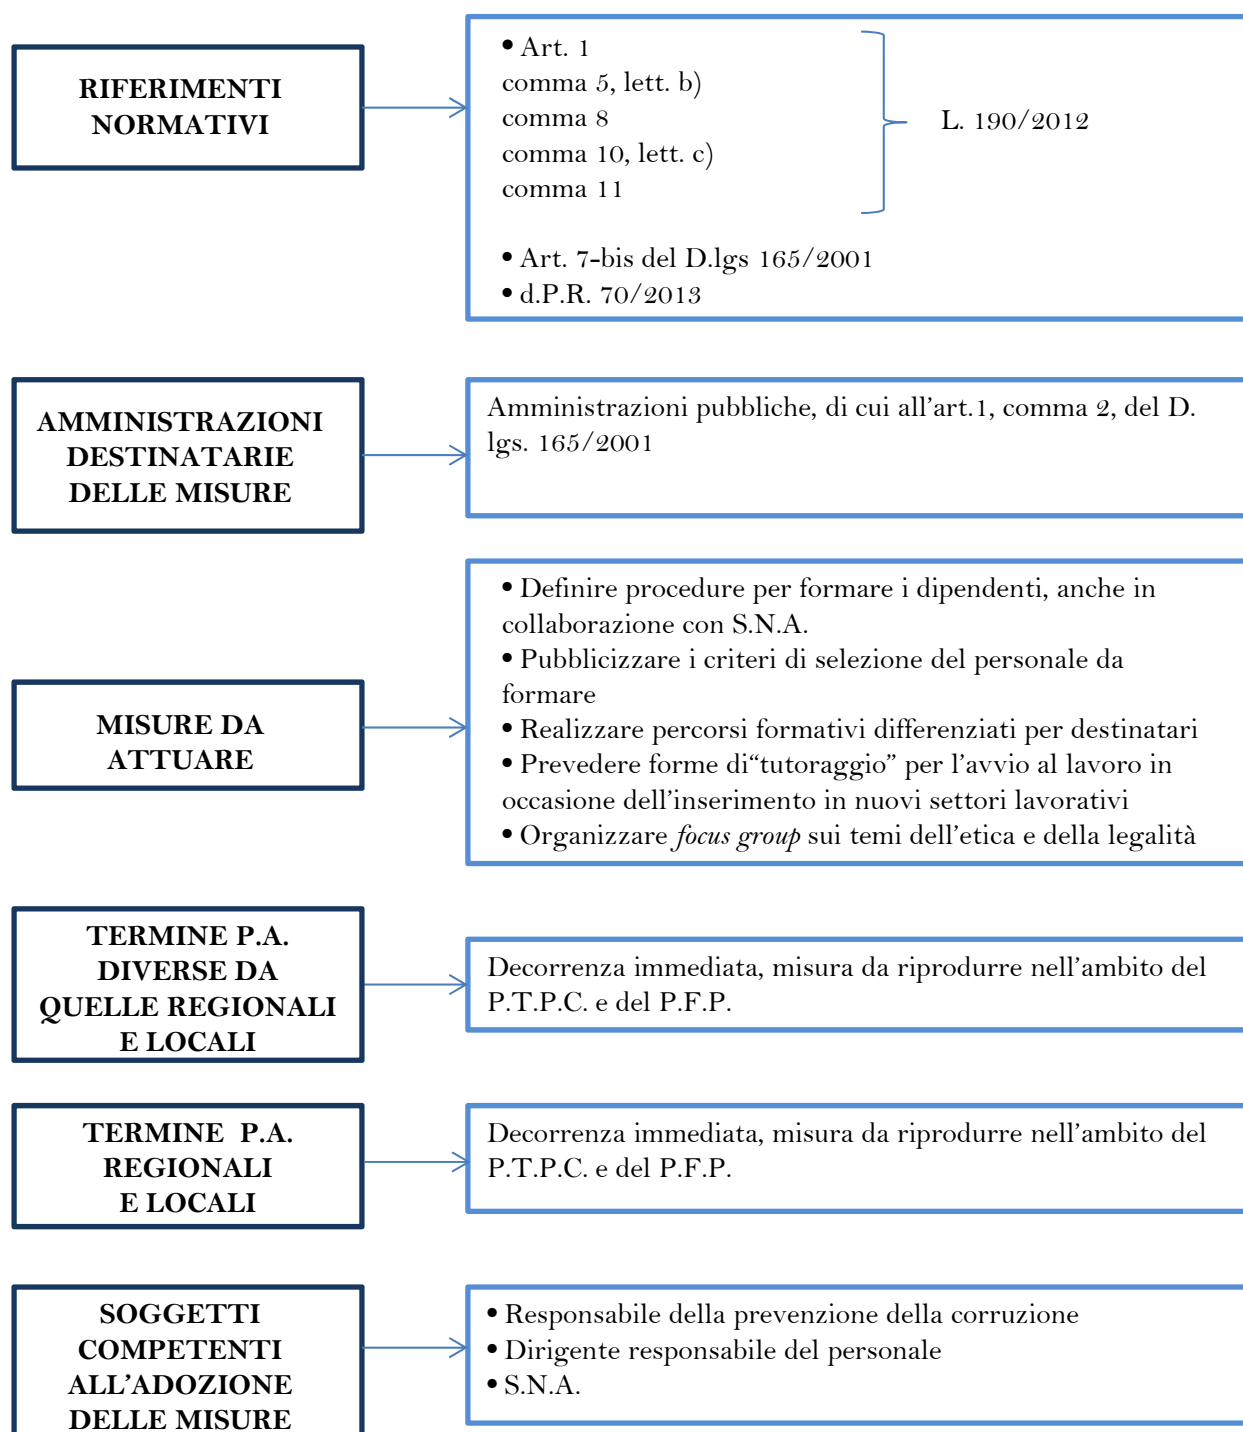 RIFERIMENTI
NORMATIVI
• Art. 1
comma 5, lett. b)
comma 8
comma 10, lett. c)
comma 11
L. 190/2012
• Art. 7-bis del D.lgs 165/2001
• d.P.R. 70/2013
AMMINISTRAZIONI
DESTINATARIE
DELLE MISURE
Amministrazioni pubbliche, di cui all’art.1, comma 2, del D.
lgs. 165/2001
MISURE DA
ATTUARE
• Definire procedure per formare i dipendenti, anche in
collaborazione con S.N.A.
• Pubblicizzare i criteri di selezione del personale da
formare
• Realizzare percorsi formativi differenziati per destinatari
• Prevedere forme di“tutoraggio” per l’avvio al lavoro in
occasione dell’inserimento in nuovi settori lavorativi
• Organizzare focus group sui temi dell’etica e della legalità
TERMINE P.A.
DIVERSE DA
QUELLE REGIONALI
E LOCALI
Decorrenza immediata, misura da riprodurre nell’ambito del
P.T.P.C. e del P.F.P.
TERMINE P.A.
REGIONALI
E LOCALI
Decorrenza immediata, misura da riprodurre nell’ambito del
P.T.P.C. e del P.F.P.
SOGGETTI
COMPETENTI
ALL’ADOZIONE
DELLE MISURE
• Responsabile della prevenzione della corruzione
• Dirigente responsabile del personale
• S.N.A.